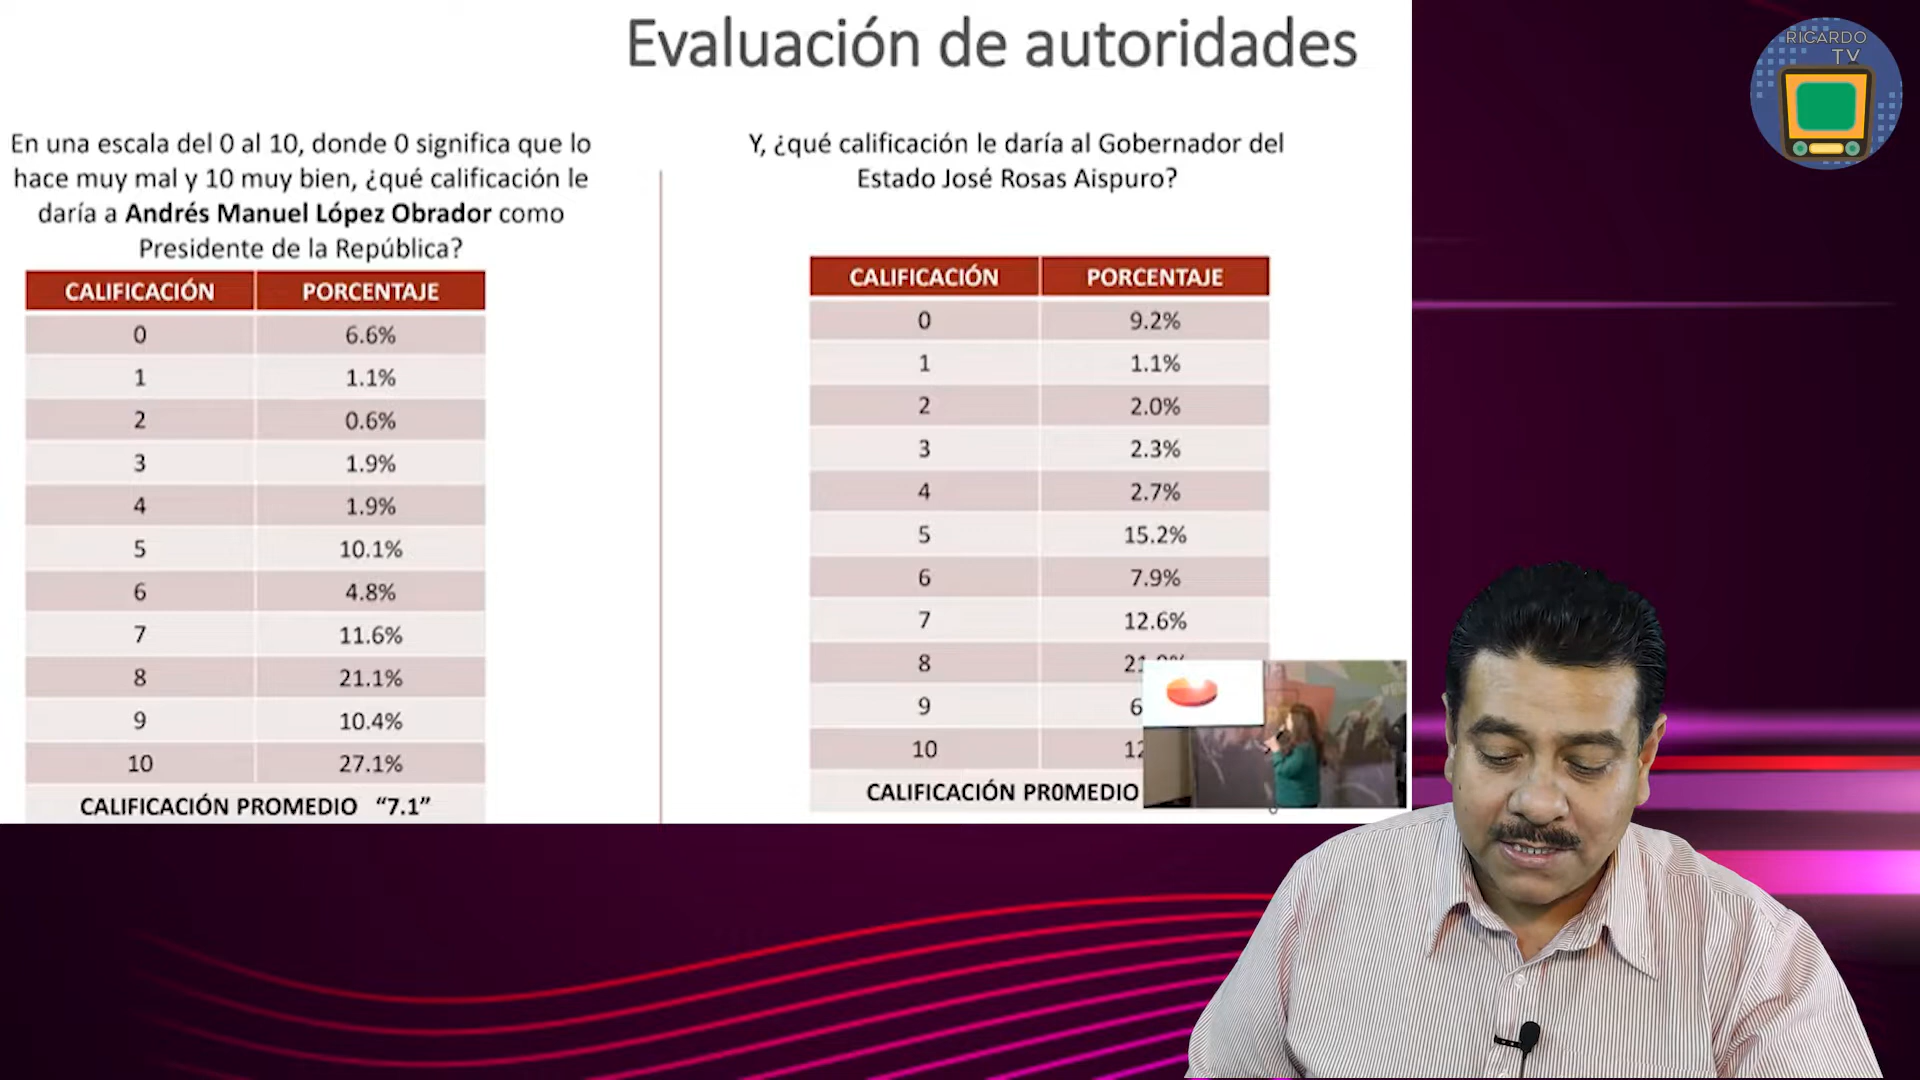 Evaluación de autoridades
RICARDO
TV
En una escala del 0 al 10, donde 0 significa que lo
hace muy mal y 10 muy bien, ¿qué calificación le
daría a Andrés Manuel López Obrador como
Presidente de la República?
CALIFICACIÓN PORCENTAJE
0 6.6%
1 1.1%
2 0.6%
3 1.9%
4 1.9%
5 10.1%
6 4.8%
7 11.6%
8 21.1%
9 10.4%
10 27.1%
CALIFICACIÓN PROMEDIO “7.1”
Y, ¿qué calificación le daría al Gobernador del
Estado José Rosas Aispuro?
CALIFICACIÓN PORCENTAJE
0 9.2%
1 1.1%
2 2.0%
3 2.3%
4 2.7%
5 15.2%
6 7.9%
7 12.6%
8
9
10
CALIFICACIÓN PR0MEDIO